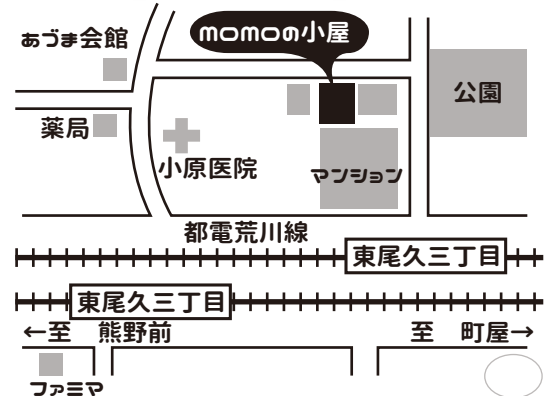 あづま会館
momoの小屋
公園
薬局
小原医院
マンション
都電荒川線
東尾久三丁目
東尾久三丁目
←至 熊野前
至 町屋→
ファミマ